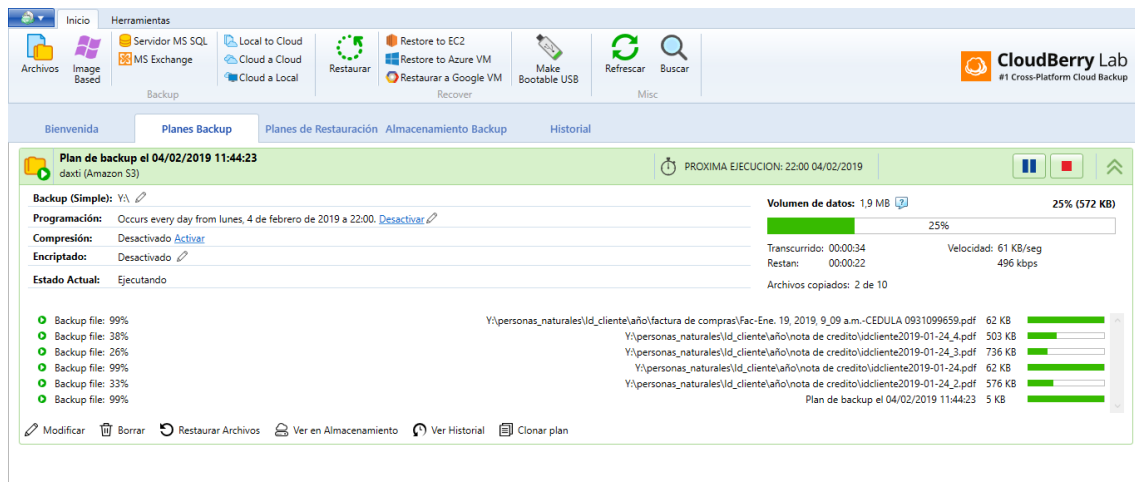 Inicio Herramientas
Archivos
Image Based
Servidor MS SQL
MS Exchange
Local to Cloud
Cloud a Cloud
Cloud a Local
Backup
Restaurar
Restore to EC2
Restore to Azure VM
Restaurar a Google VM
Recover
Make Bootable USB
Refrescar
Buscar
Misc
CloudBerry Lab
#1 Cross-Platform Cloud Backup
Bienvenida Planes Backup Planes de Restauración Almacenamiento Backup Historial
Plan de backup el 04/02/2019 11:44:23
daxti (Amazon S3)
PROXIMA EJECUCION: 22:00 04/02/2019
Backup (Simple): Y:\
Programación: Occurs every day from lunes, 4 de febrero de 2019 a 22:00. Desactivar
Compresión: Desactivado Activar
Encriptado: Desactivado
Estado Actual: Ejecutando
Volumen de datos: 1,9 MB 25% (572 KB)
25%
Transcurrido: 00:00:34 Velocidad: 61 KB/seg
Restan: 00:00:22 496 kbps
Archivos copiados: 2 de 10
Backup file: 99% Y:\personas_naturales\Id_cliente\año\factura de compras\Fac-Ene. 19, 2019, 9_09 a.m.-CEDULA 0931099659.pdf 62 KB
Backup file: 38% Y:\personas_naturales\Id_cliente\año\nota de credito\idcliente2019-01-24_4.pdf 503 KB
Backup file: 26% Y:\personas_naturales\Id_cliente\año\nota de credito\idcliente2019-01-24_3.pdf 736 KB
Backup file: 99% Y:\personas_naturales\Id_cliente\año\nota de credito\idcliente2019-01-24.pdf 62 KB
Backup file: 33% Y:\personas_naturales\Id_cliente\año\nota de credito\idcliente2019-01-24_2.pdf 576 KB
Backup file: 99% Plan de backup el 04/02/2019 11:44:23 5 KB
Modificar Borrar Restaurar Archivos Ver en Almacenamiento Ver Historial Clonar plan